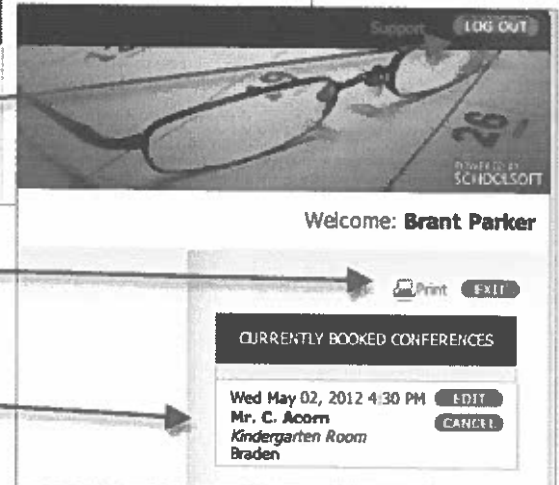 Support LOG OUT
26
POWERED BY
SCHOOLSOFT
Welcome: Brant Parker
Print EXIT
CURRENTLY BOOKED CONFERENCES
Wed May 02, 2012 4:30 PM EDIT
Mr. C. Acorn CANCEL
Kindergarten Room
Braden